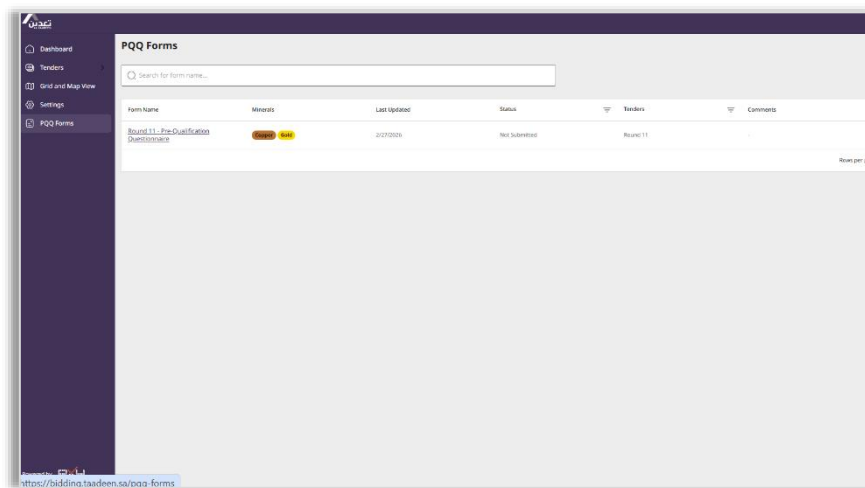 تعدين
Dashboard
Tenders
Grid and Map View
Settings
PQQ Forms
PQQ Forms
Search for form name...
Form Name Minerals Last Updated Status Tenders Comments
Round 11 - Pre-Qualification Questionnaire Copper Gold 2/27/2026 Not Submitted Round 11 -
Rows per
Powered by
https://bidding.taadeen.sa/pqq-forms